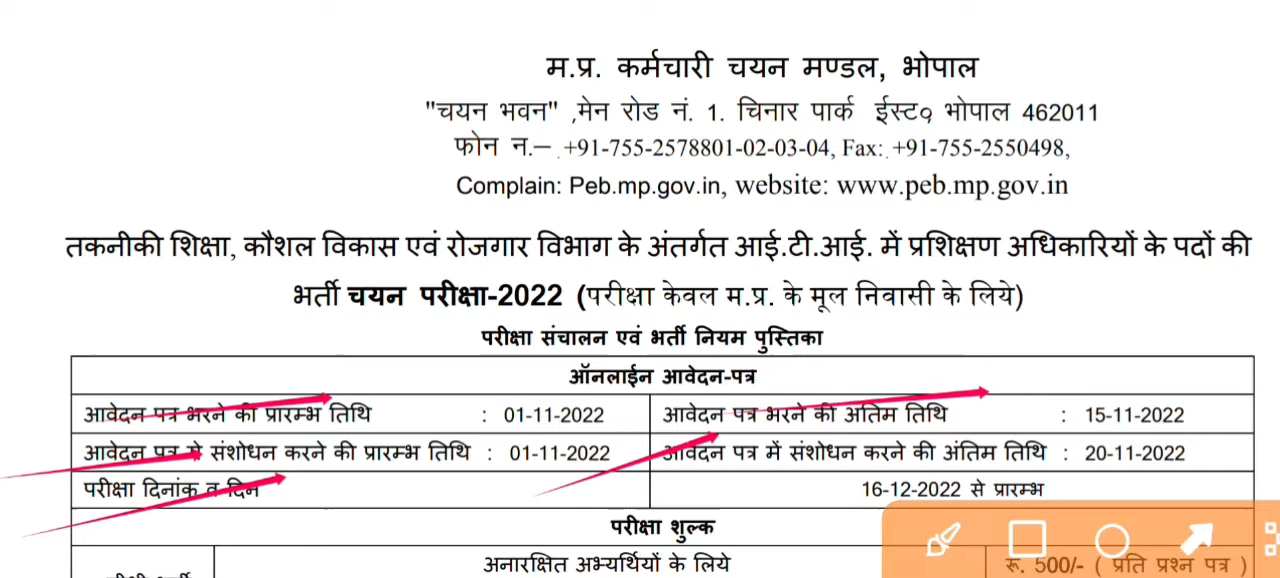 म.प्र. कर्मचारी चयन मण्डल, भोपाल
"चयन भवन" ,मेन रोड नं. 1. चिनार पार्क ईस्ट० भोपाल 462011
फोन न.– . +91-755-2578801-02-03-04, Fax: . +91-755-2550498,
Complain: Peb.mp.gov.in, website: www.peb.mp.gov.in
तकनीकी शिक्षा, कौशल विकास एवं रोजगार विभाग के अंतर्गत आई.टी.आई. में प्रशिक्षण अधिकारियों के पदों की
भर्ती चयन परीक्षा-2022 (परीक्षा केवल म.प्र. के मूल निवासी के लिये)
परीक्षा संचालन एवं भर्ती नियम पुस्तिका
ऑनलाईन आवेदन-पत्र
आवेदन पत्र भरने की प्रारम्भ तिथि : 01-11-2022 आवेदन पत्र भरने की अंतिम तिथि : 15-11-2022
आवेदन पत्र में संशोधन करने की प्रारम्भ तिथि : 01-11-2022 आवेदन पत्र में संशोधन करने की अंतिम तिथि : 20-11-2022
परीक्षा दिनांक व दिन 16-12-2022 से प्रारम्भ
परीक्षा शुल्क
अनारक्षित अभ्यर्थियों के लिये रू. 500/- ( प्रति प्रश्न पत्र )